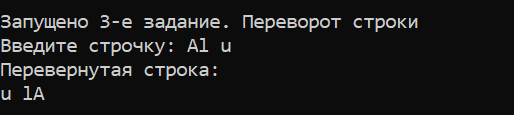 Запущено 3-е задание. Переворот строки
Введите строчку: Al u
Перевернутая строка:
u lA